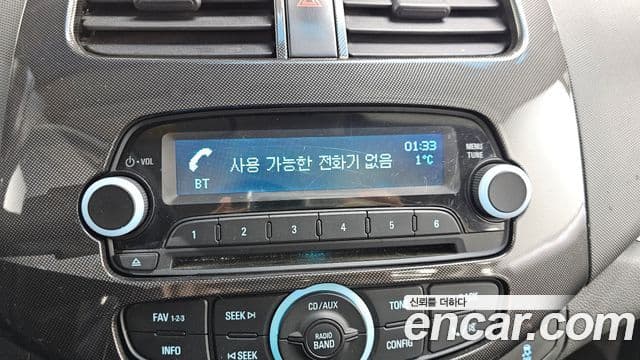 ⏻ • VOL
사용 가능한 전화기 없음
BT
01:33
1°C
MENU
TUNE
1 2 3 4 5 6
FAV 1-2-3
SEEK
CD/AUX
INFO
SEEK
RADIO
BAND
CONFIG
신뢰를 더하다
encar.com